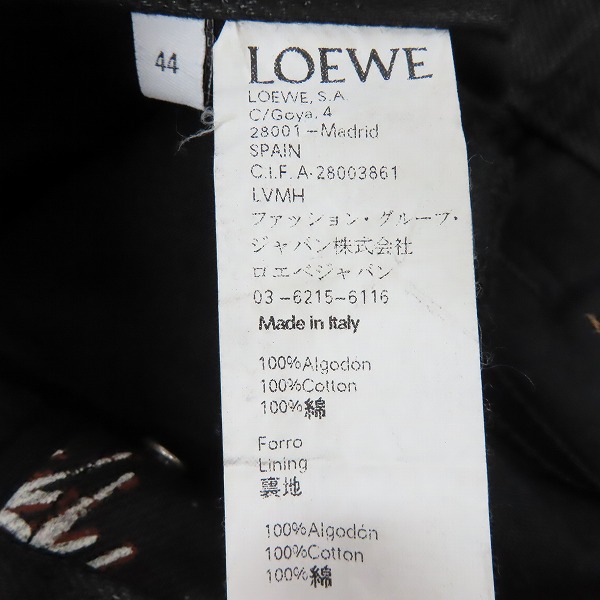 44
LOEWE
LOEWE, S.A.
C/Goya, 4
28001-Madrid
SPAIN
C.I.F. A-28003861
LVMH
ファッション・グループ・
ジャパン株式会社
ロエベジャパン
03-6215-6116
Made in Italy
100%Algodón
100%Cotton
100%綿
Forro
Lining
裏地
100%Algodón
100%Cotton
100%綿